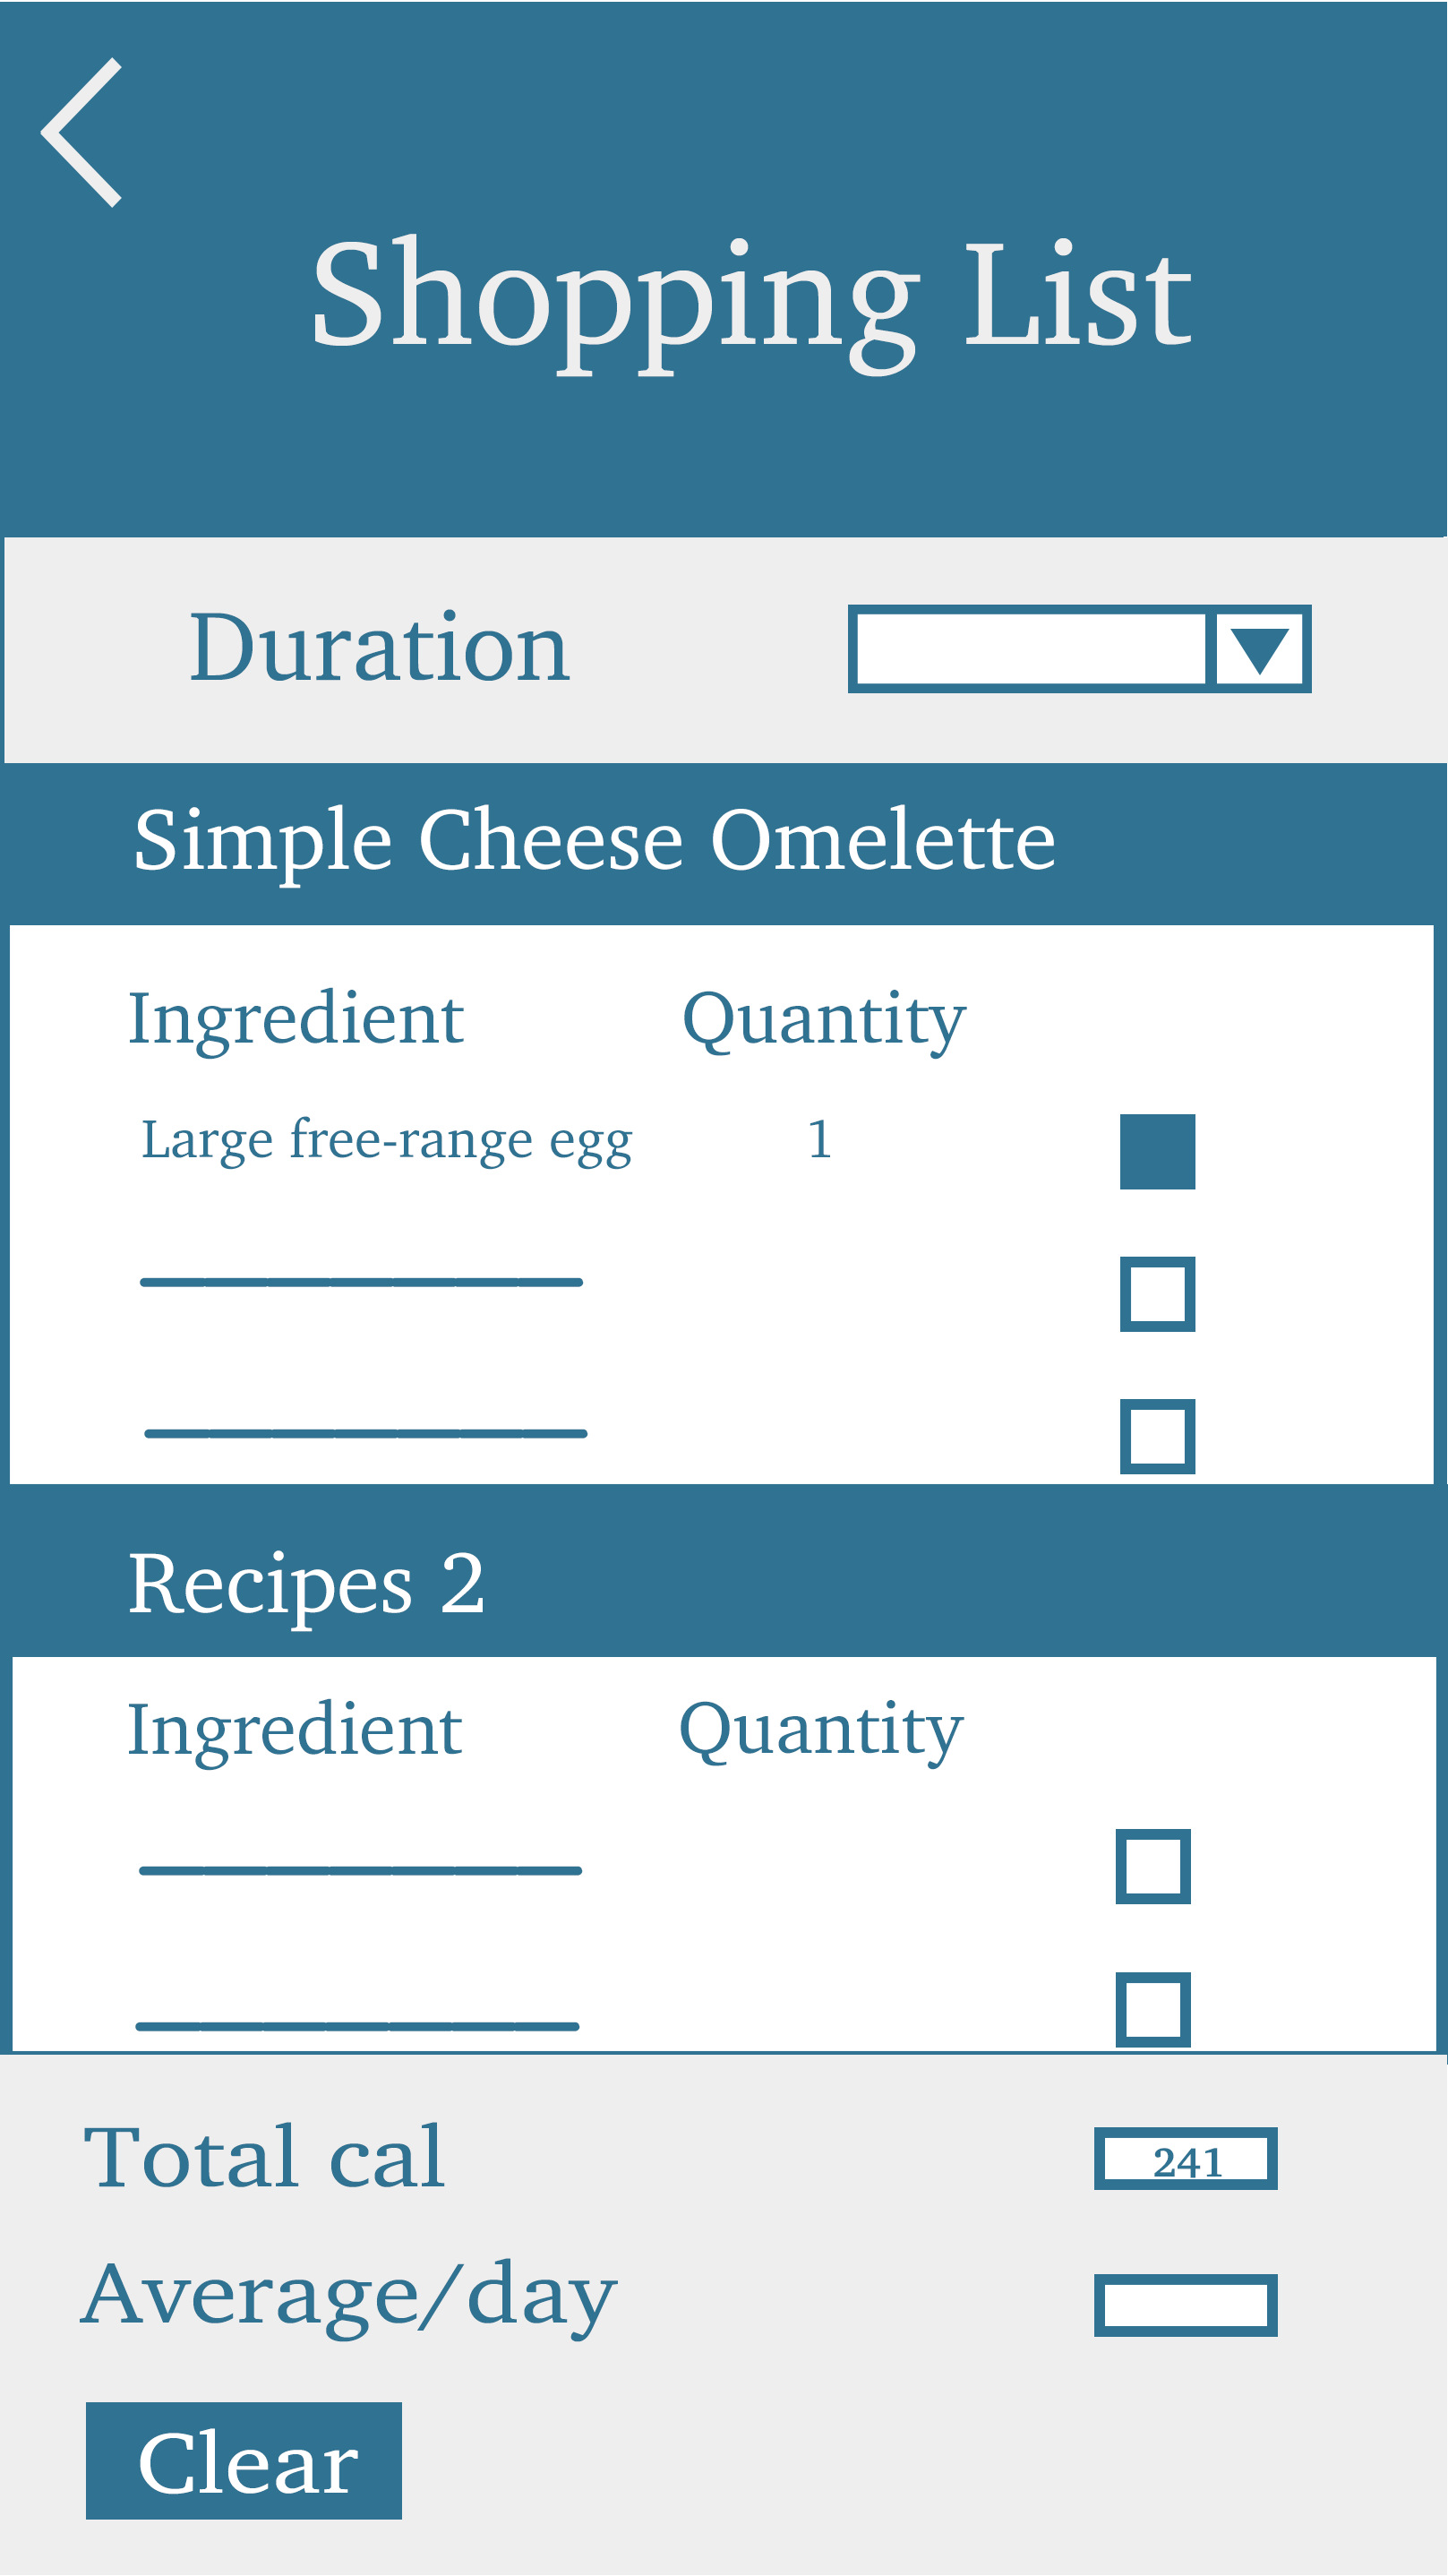 Shopping List
Duration
Simple Cheese Omelette
Ingredient Quantity
Large free-range egg 1
Recipes 2
Ingredient Quantity
Total cal 241
Average/day
Clear